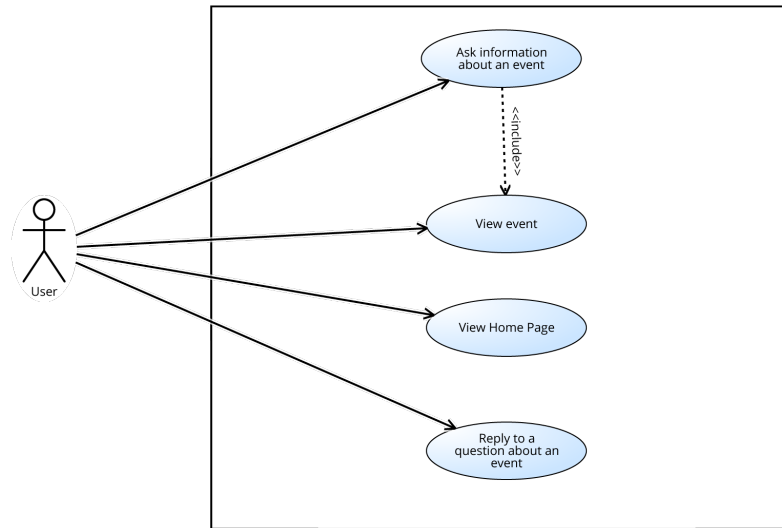 Ask information
about an event
<<include>>
View event
User
View Home Page
Reply to a
question about an
event